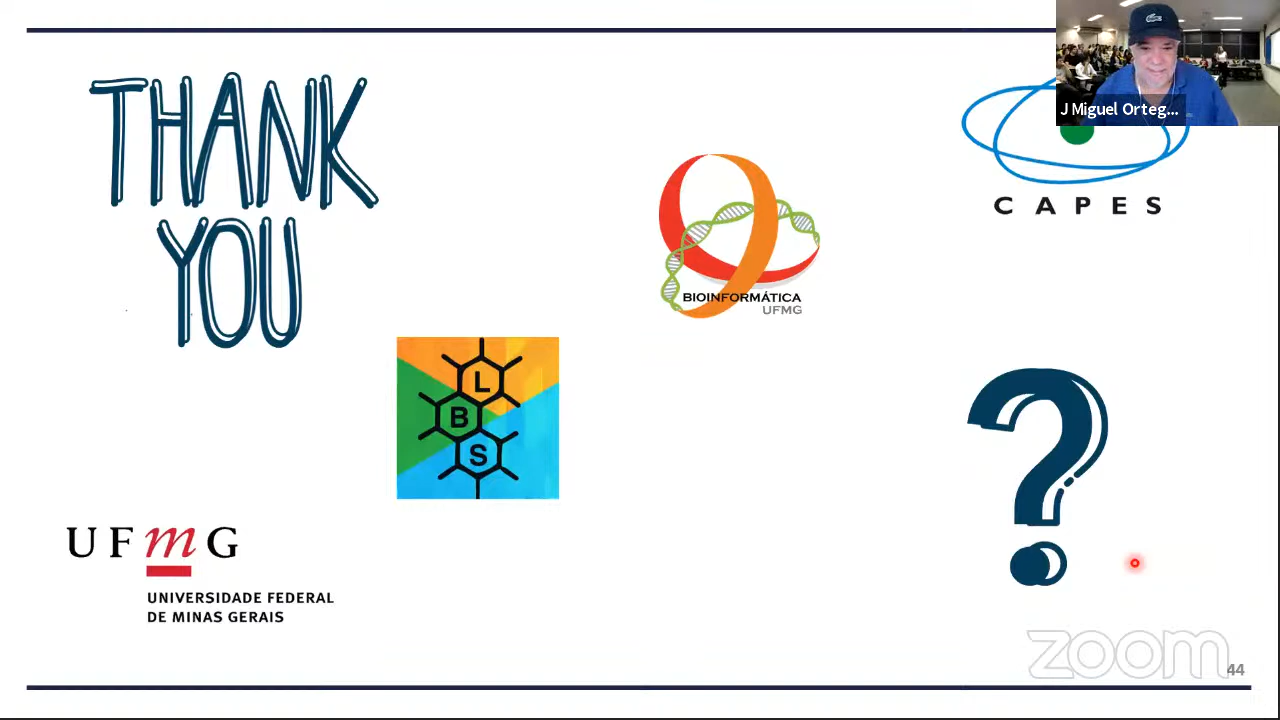 THANK
YOU
J Miguel Orteg...
CAPES
BIOINFORMÁTICA
UFMG
L
B
S
?
UFmG
UNIVERSIDADE FEDERAL
DE MINAS GERAIS
zoom
44